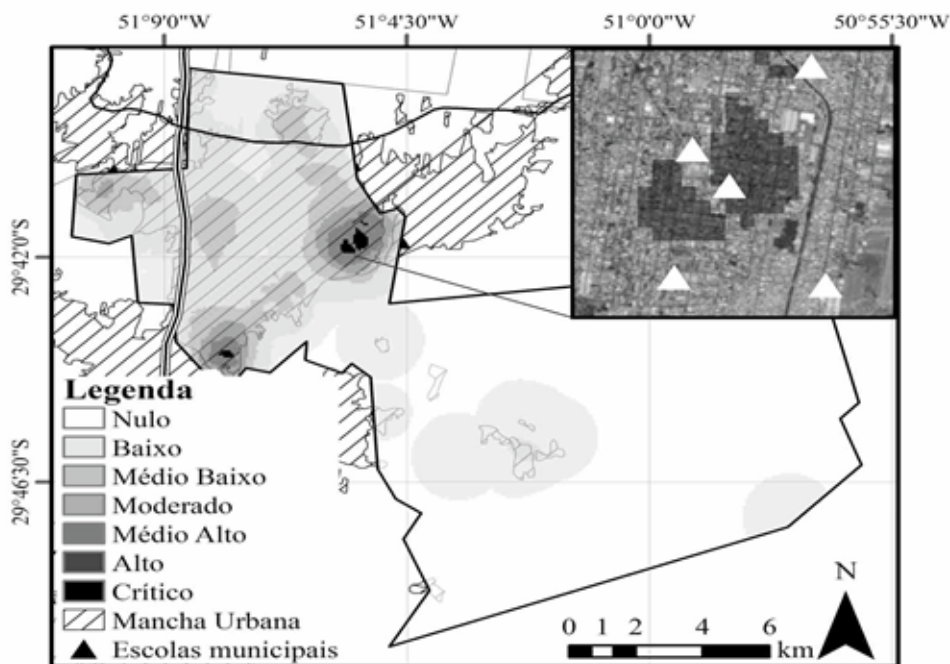 51°9'0"W
51°4'30"W
51°0'0"W
50°55'30"W
29°42'0"S
29°46'30"S
Legenda
Nulo
Baixo
Médio Baixo
Moderado
Médio Alto
Alto
Crítico
Mancha Urbana
Escolas municipais
N
0 1 2 4 6
km